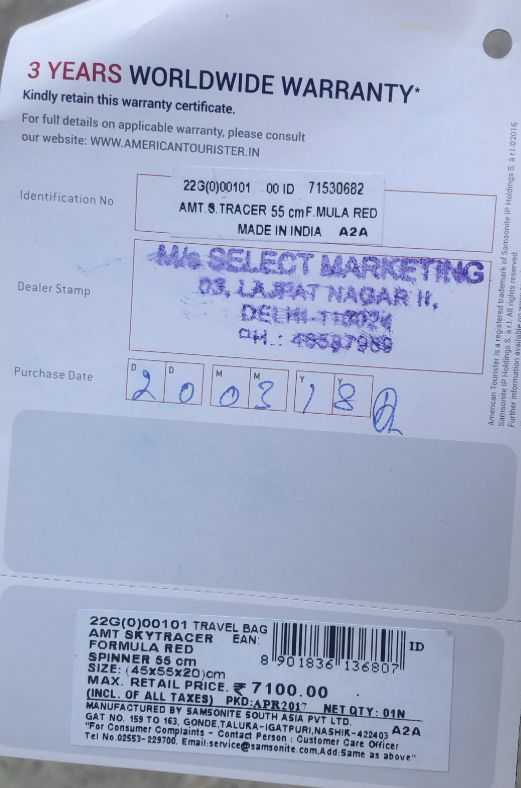 3 YEARS WORLDWIDE WARRANTY*
Kindly retain this warranty certificate.
For full details on applicable warranty, please consult
our website: WWW.AMERICANTOURISTER.IN
Identification No
22G(0)00101 00 ID 71530682
AMT.S.TRACER 55 cmF.MULA RED
MADE IN INDIA A2A
Dealer Stamp
M/s SELECT MARKETING
03, LAJPAT NAGAR II,
DELHI-110024
PH.:
Purchase Date
D D M M Y Y
2 0 0 3 1 8
American Tourister is a registered trademark of Samsonite IP Holdings S. à r.l. ©2016
Samsonite IP Holdings S. à r.l. All rights reserved.
Further information available on
22G(0)00101 TRAVEL BAG
AMT SKYTRACER EAN:
FORMULA RED
SPINNER 55 cm
SIZE: (45x55x20)cm
8 901836 136807
ID
MAX. RETAIL PRICE. ₹ 7100.00
(INCL. OF ALL TAXES) PKD:APR2017 NET QTY: 01N
MANUFACTURED BY SAMSONITE SOUTH ASIA PVT LTD.
GAT NO. 159 TO 163, GONDE,TALUKA-IGATPURI,NASHIK-422403 A2A
"For Consumer Complaints - Contact Person : Customer Care Officer
Tel No.02553-229700, Email:service@samsonite.com,Add.Same as above"